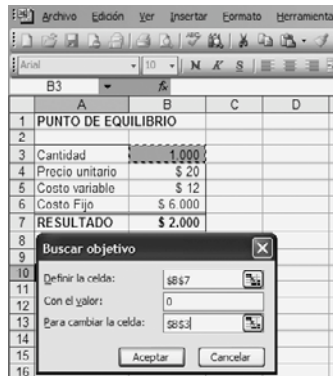 Archivo Edición Ver Insertar Formato Herramienta
Arial 10 N K S
B3 fx
A B C D
1 PUNTO DE EQUILIBRIO
2
3 Cantidad 1.000
4 Precio unitario $ 20
5 Costo variable $ 12
6 Costo Fijo $ 6.000
7 RESULTADO $ 2.000
8
Buscar objetivo
9
10 Definir la celda: $B$7
11
12 Con el valor: 0
13 Para cambiar la celda: $B$3
14
15 Aceptar Cancelar
16